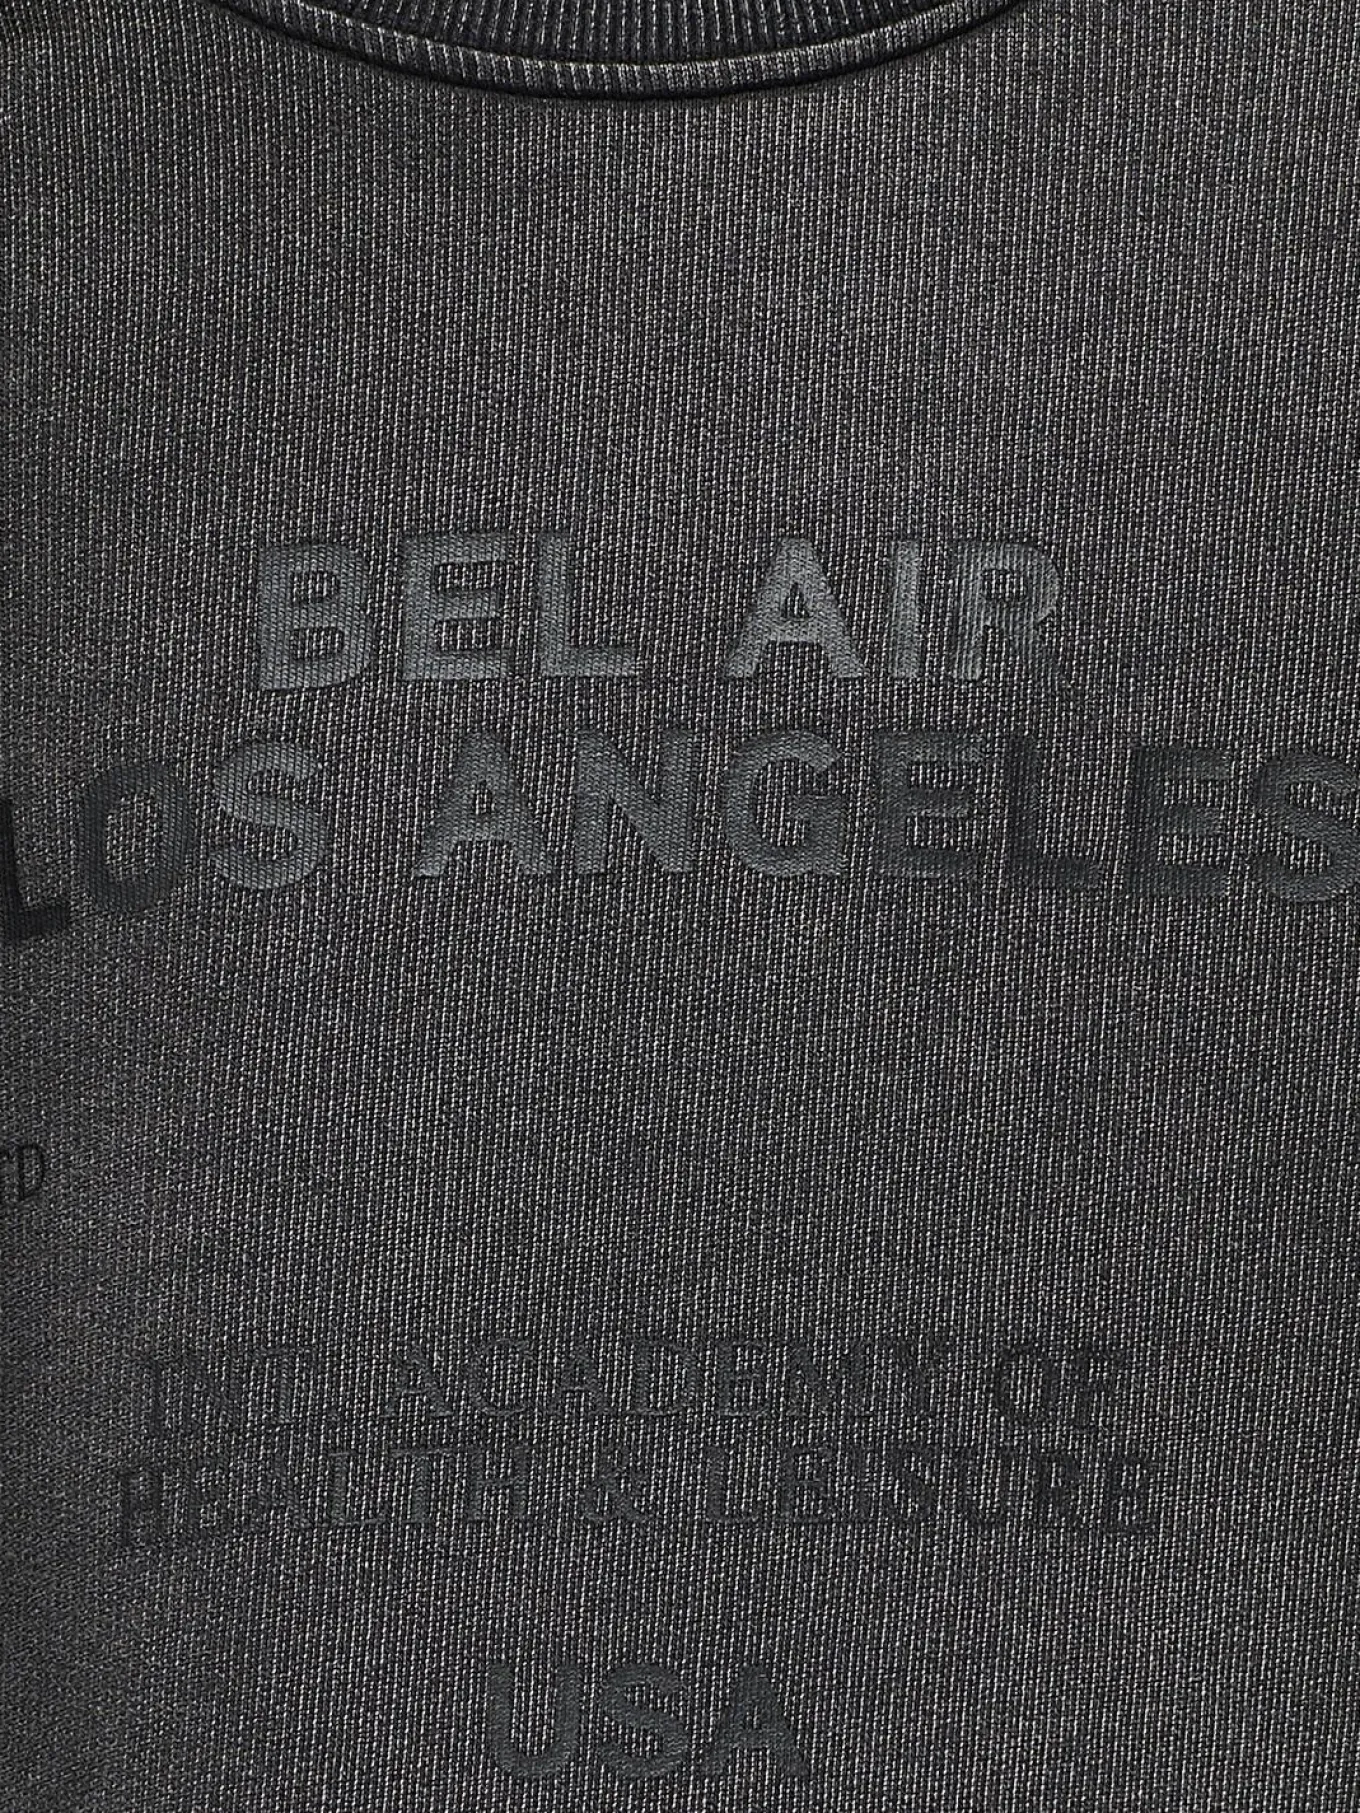 BEL AIR
LOS ANGELES
INT. ACADEMY OF
HEALTH & LEISURE
USA